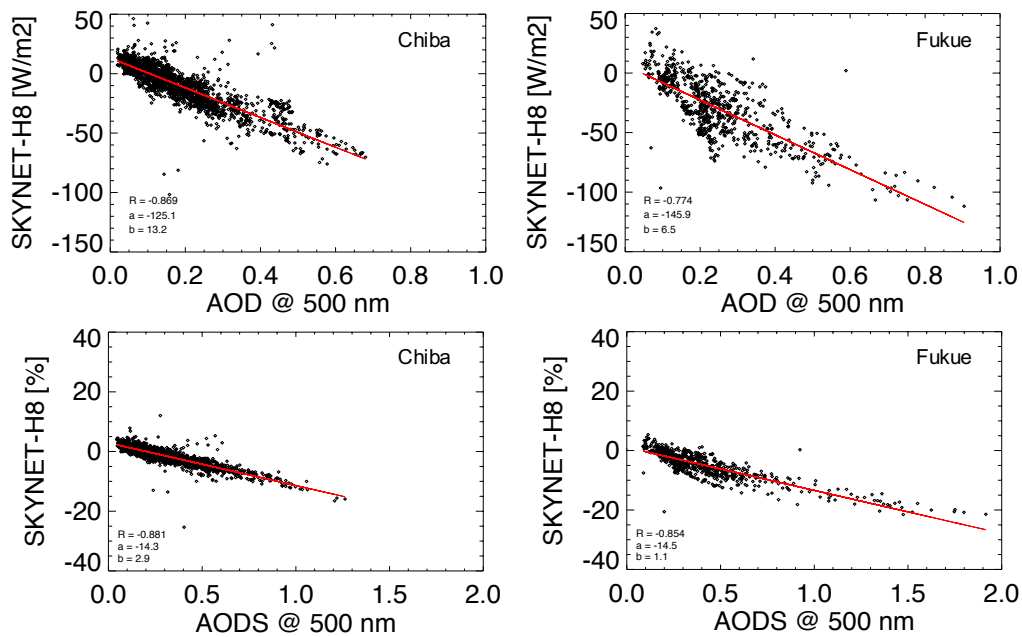 SKYNET-H8 [W/m2]
50
0
-50
-100
-150
Chiba
R = -0.869
a = -125.1
b = 13.2
0.0 0.2 0.4 0.6 0.8 1.0
AOD @ 500 nm
SKYNET-H8 [W/m2]
50
0
-50
-100
-150
Fukue
R = -0.774
a = -145.9
b = 6.5
0.0 0.2 0.4 0.6 0.8 1.0
AOD @ 500 nm
SKYNET-H8 [%]
40
20
0
-20
-40
Chiba
R = -0.881
a = -14.3
b = 2.9
0.0 0.5 1.0 1.5 2.0
AODS @ 500 nm
SKYNET-H8 [%]
40
20
0
-20
-40
Fukue
R = -0.854
a = -14.5
b = 1.1
0.0 0.5 1.0 1.5 2.0
AODS @ 500 nm